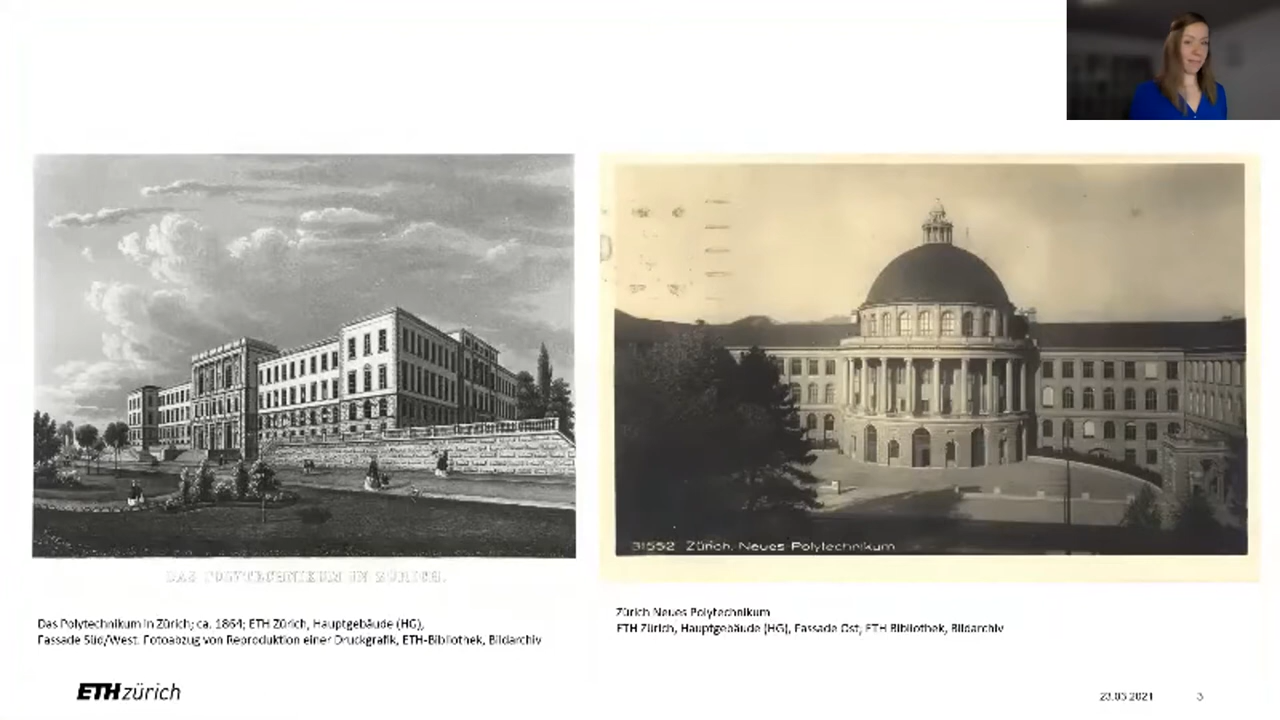 DAS POLYTECHNIKUM IN ZÜRICH.
31552 Zürich. Neues Polytechnikum
Das Polytechnikum in Zürich; ca. 1864; ETH Zürich, Hauptgebäude (HG),
Fassade Süd/West. Fotoabzug von Reproduktion einer Druckgrafik, ETH-Bibliothek, Bildarchiv
Zürich Neues Polytechnikum
ETH Zürich, Hauptgebäude (HG), Fassade Ost; ETH Bibliothek, Bildarchiv
ETH zürich
23.03.2021 3